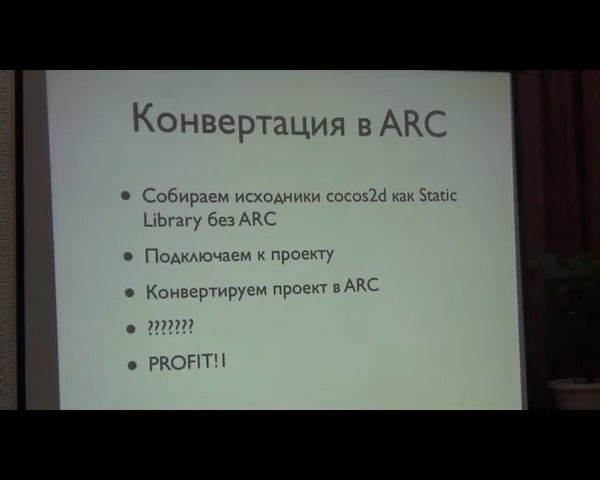 Конвертация в ARC
• Собираем исходники cocos2d как Static
Library без ARC
• Подключаем к проекту
• Конвертируем проект в ARC
• ???????
• PROFIT!1